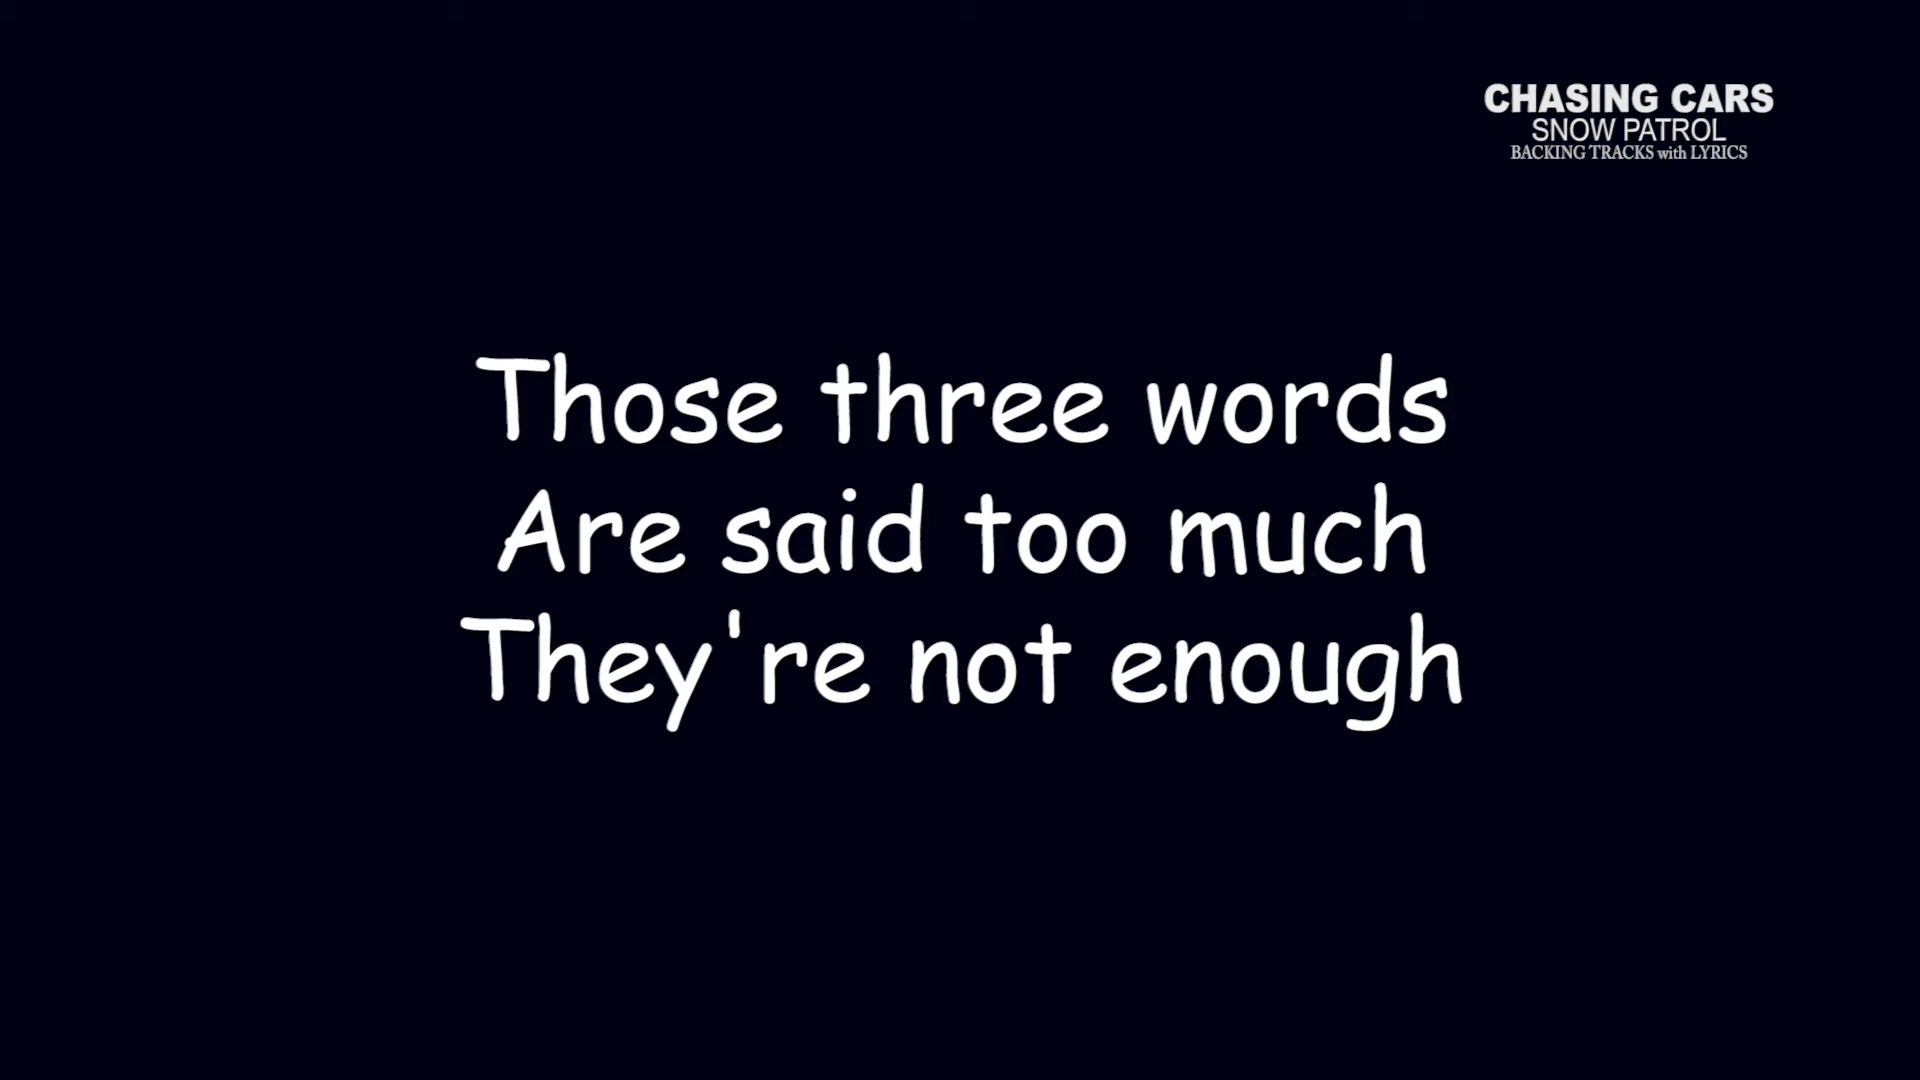 CHASING CARS
SNOW PATROL
BACKING TRACKS with LYRICS
Those three words
Are said too much
They're not enough